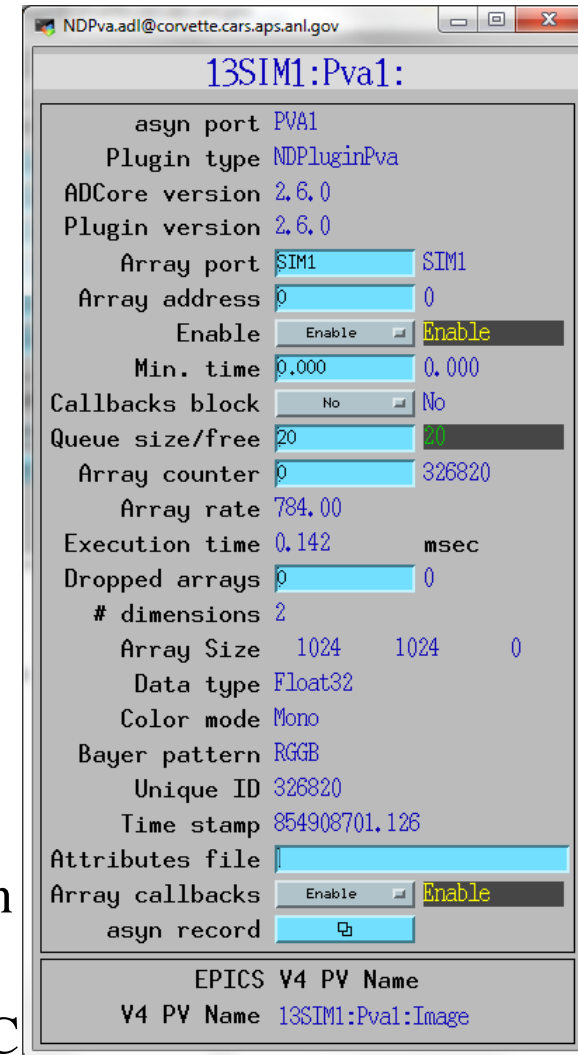 NDPva.adl@corvette.cars.aps.anl.gov
13SIM1:Pva1:
asyn port PVA1
Plugin type NDPluginPva
ADCore version 2.6.0
Plugin version 2.6.0
Array port SIM1 SIM1
Array address 0 0
Enable Enable Enable
Min. time 0.000 0.000
Callbacks block No No
Queue size/free 20 20
Array counter 0 326820
Array rate 784.00
Execution time 0.142 msec
Dropped arrays 0 0
# dimensions 2
Array Size 1024 1024 0
Data type Float32
Color mode Mono
Bayer pattern RGGB
Unique ID 326820
Time stamp 854908701.126
Attributes file
Array callbacks Enable Enable
asyn record
EPICS V4 PV Name
V4 PV Name 13SIM1:Pva1:Image